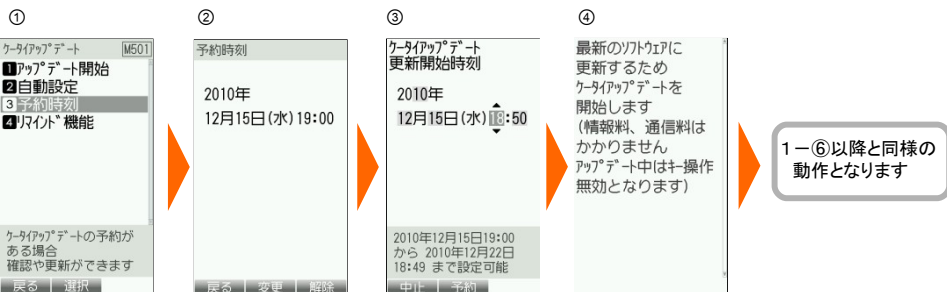 ①
ｹｰﾀｲｱｯﾌﾟﾃﾞｰﾄ M501
1ｱｯﾌﾟﾃﾞｰﾄ開始
2自動設定
3予約時刻
4ﾘﾏｲﾝﾄﾞ機能
ｹｰﾀｲｱｯﾌﾟﾃﾞｰﾄの予約が
ある場合
確認や更新ができます
戻る 選択
②
予約時刻
2010年
12月15日(水)19:00
戻る 変更 解除
③
ｹｰﾀｲｱｯﾌﾟﾃﾞｰﾄ
更新開始時刻
2010年
12月15日(水)18:50
2010年12月15日19:00
から 2010年12月22日
18:49 まで設定可能
中止 予約
④
最新のｿﾌﾄｳｪｱに
更新するため
ｹｰﾀｲｱｯﾌﾟﾃﾞｰﾄを
開始します
(情報料、通信料は
かかりません
ｱｯﾌﾟﾃﾞｰﾄ中はｷｰ操作
無効となります)
１－⑥以降と同様の
動作となります